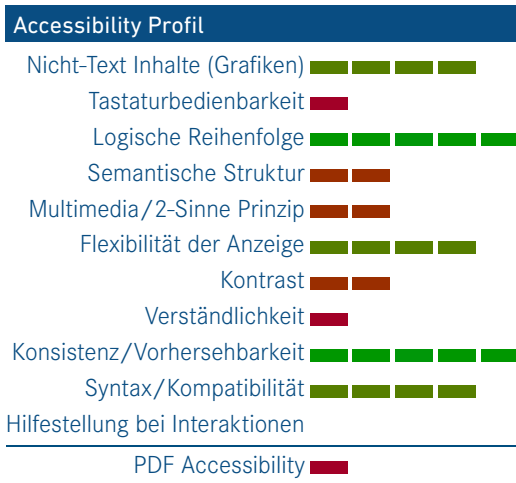 Accessibility Profil
Nicht-Text Inhalte (Grafiken)
Tastaturbedienbarkeit
Logische Reihenfolge
Semantische Struktur
Multimedia/2-Sinne Prinzip
Flexibilität der Anzeige
Kontrast
Verständlichkeit
Konsistenz/Vorhersehbarkeit
Syntax/Kompatibilität
Hilfestellung bei Interaktionen
PDF Accessibility